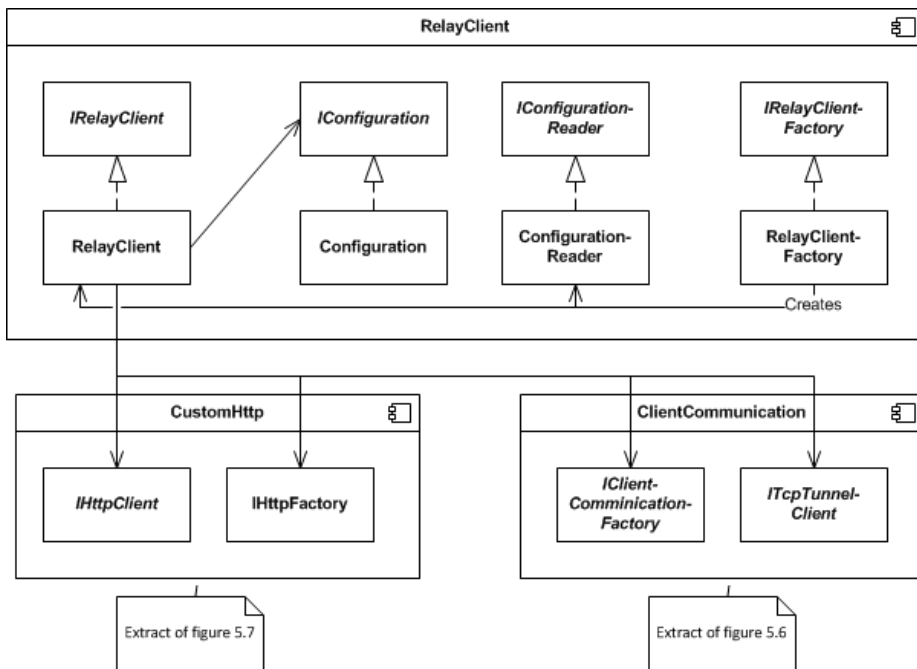 RelayClient
IRelayClient
IConfiguration
IConfiguration-
Reader
IRelayClient-
Factory
RelayClient
Configuration
Configuration-
Reader
RelayClient-
Factory
Creates
CustomHttp
ClientCommunication
IHttpClient
IHttpFactory
IClient-
Comminication-
Factory
ITcpTunnel-
Client
Extract of figure 5.7
Extract of figure 5.6